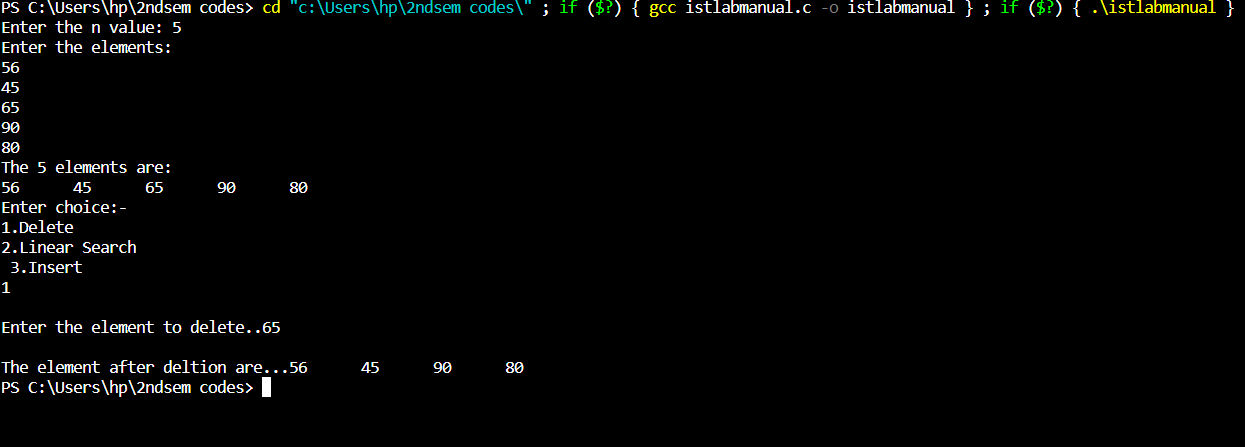 PS C:\Users\hp\2ndsem codes> cd "c:\Users\hp\2ndsem codes\" ; if ($?) { gcc istlabmanual.c -o istlabmanual } ; if ($?) { .\istlabmanual }
Enter the n value: 5
Enter the elements:
56
45
65
90
80
The 5 elements are:
56      45      65      90      80
Enter choice:-
1.Delete
2.Linear Search
 3.Insert
1
Enter the element to delete..65
The element after deltion are...56      45      90      80
PS C:\Users\hp\2ndsem codes>